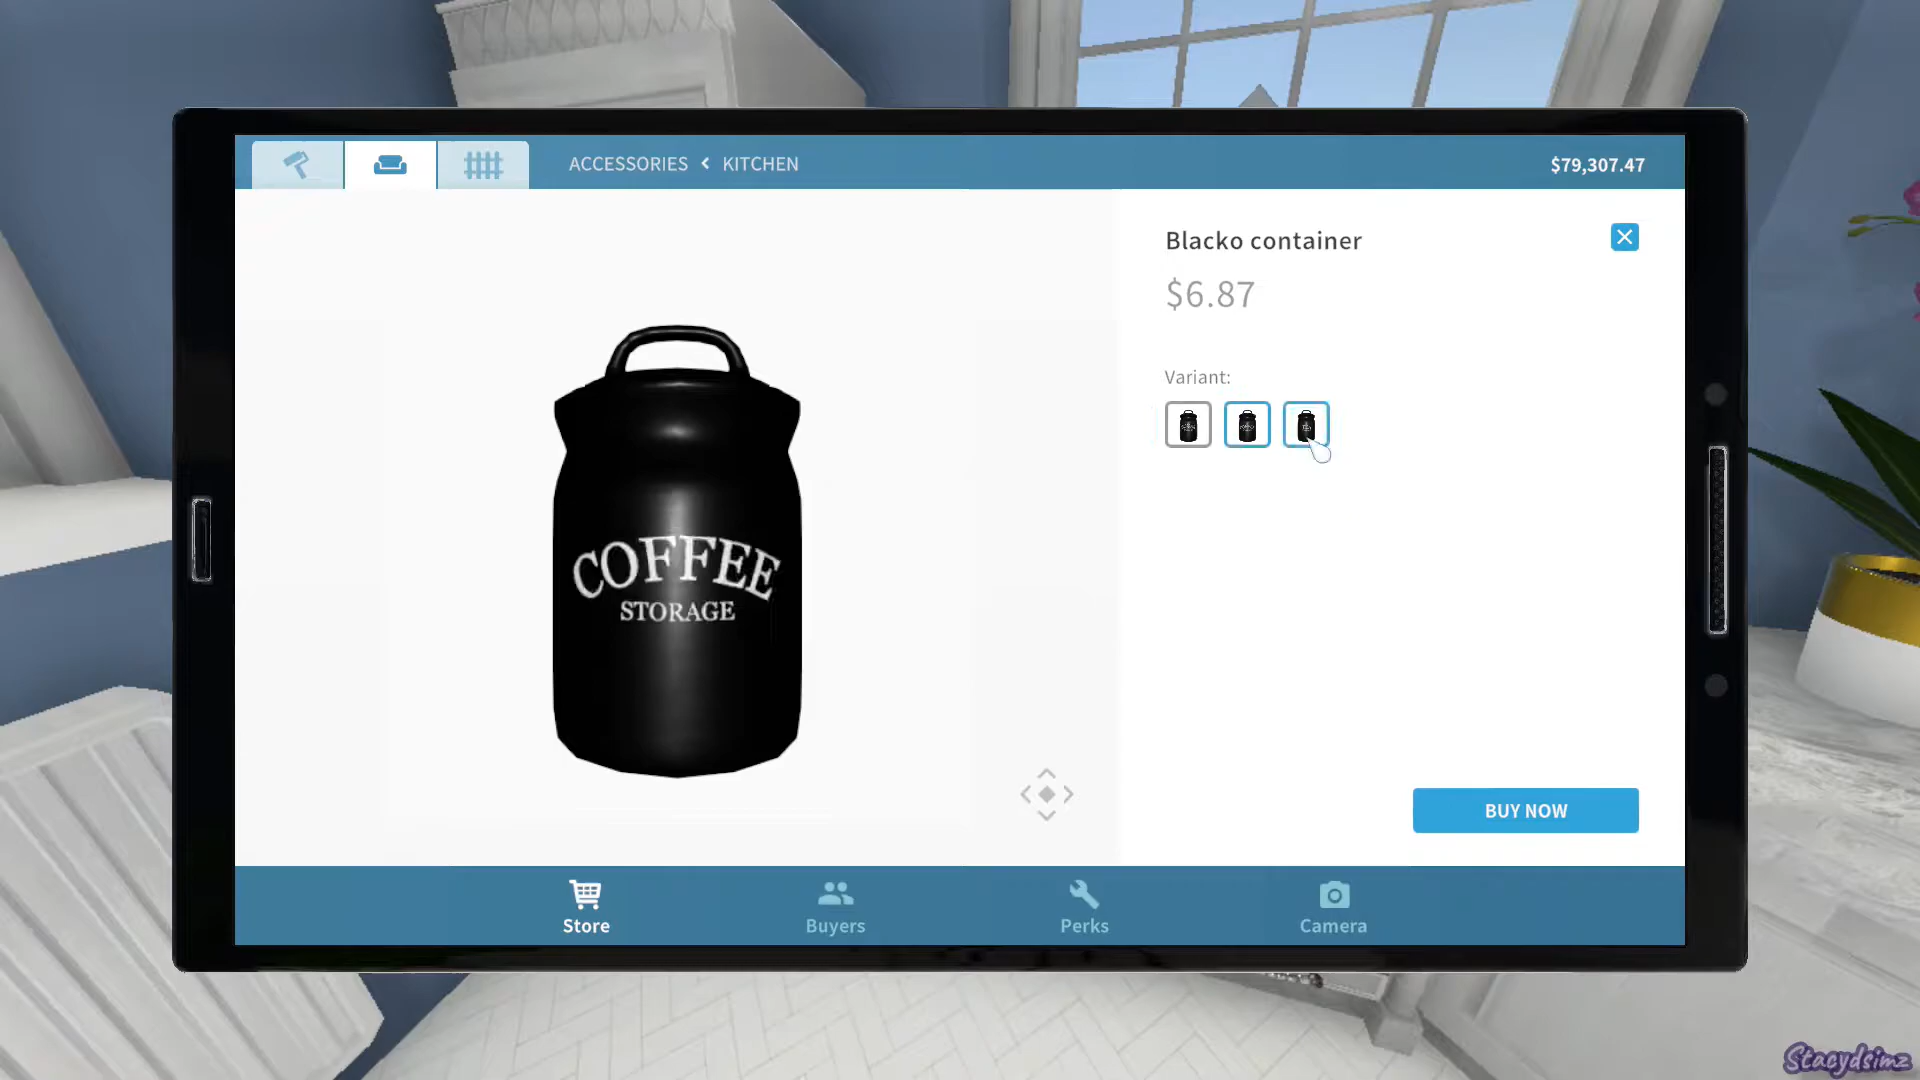 ACCESSORIES < KITCHEN
$79,307.47
Blacko container
$6.87
Variant:
COFFEE
STORAGE
BUY NOW
Store
Buyers
Perks
Camera
Stacydsimz